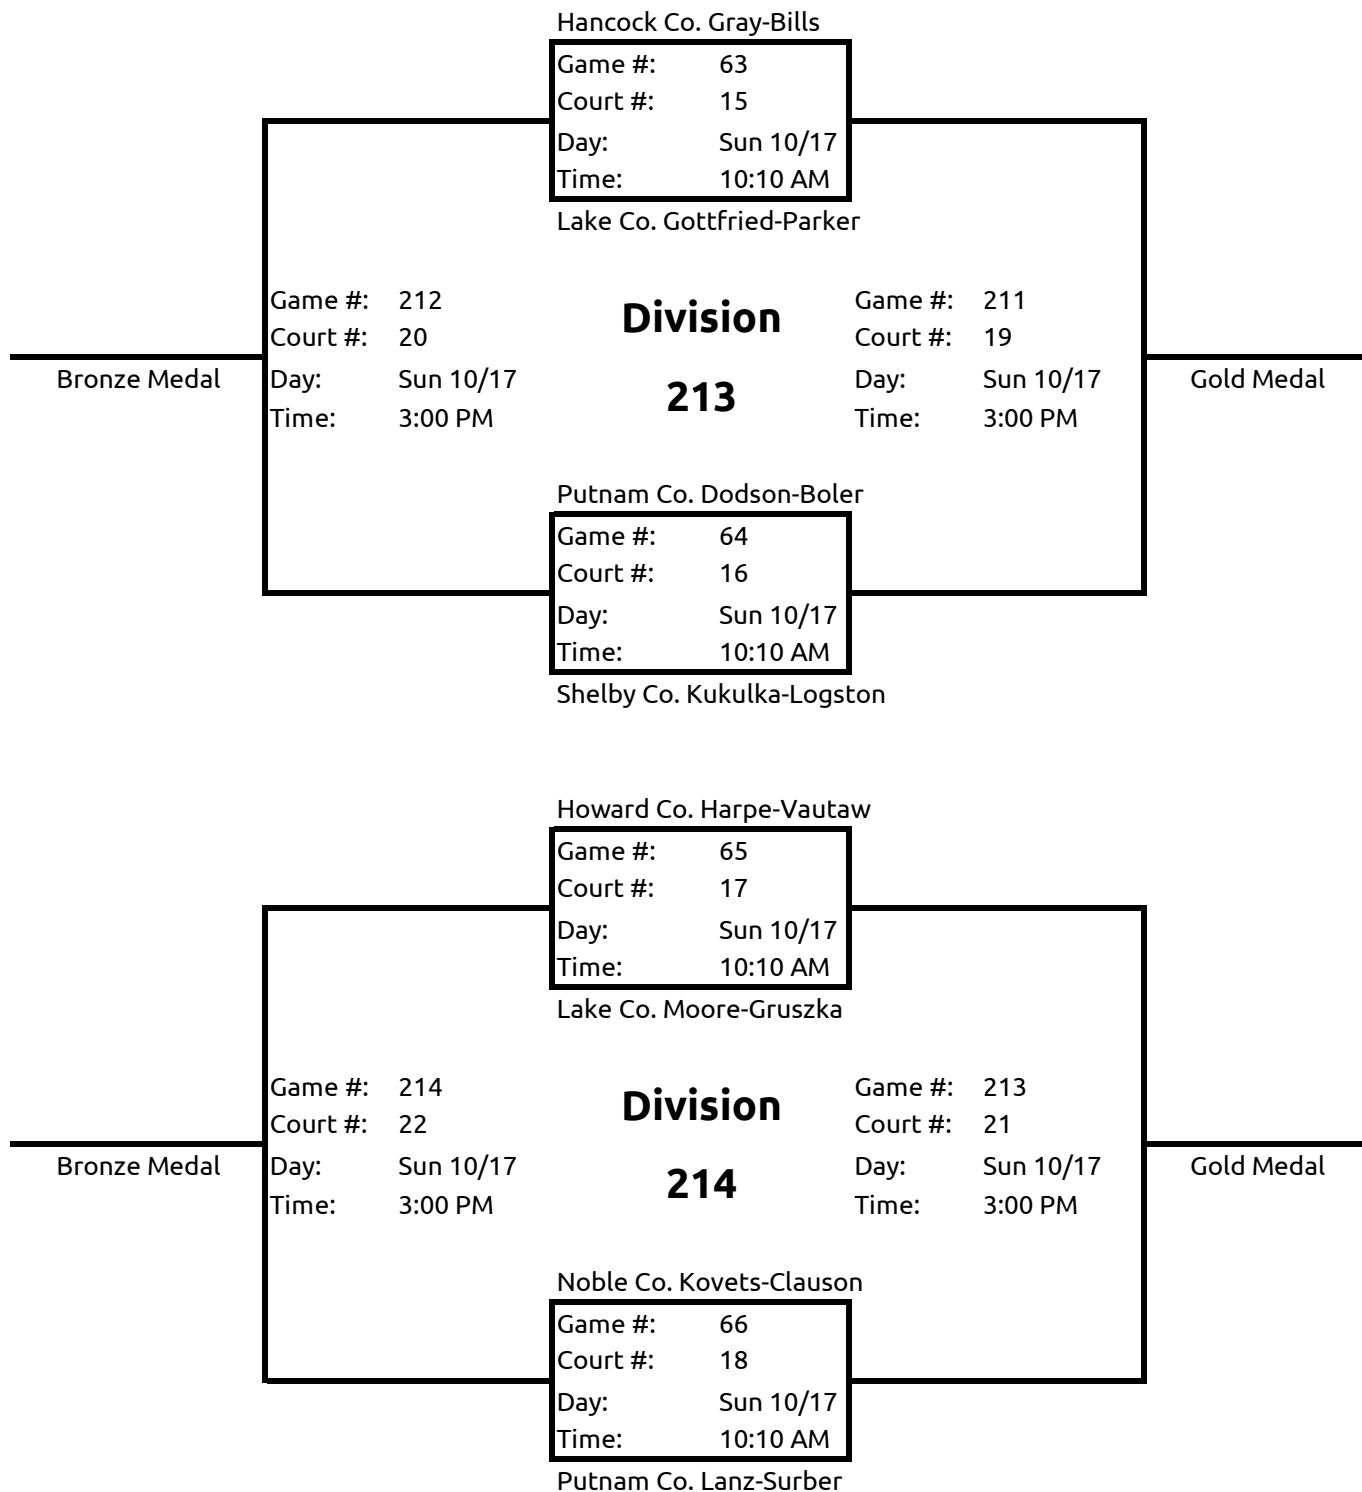 Hancock Co. Gray-Bills
Game #: 63
Court #: 15
Day: Sun 10/17
Time: 10:10 AM
Lake Co. Gottfried-Parker
Game #: 212
Court #: 20
Day: Sun 10/17
Time: 3:00 PM
Bronze Medal
Division
213
Game #: 211
Court #: 19
Day: Sun 10/17
Time: 3:00 PM
Gold Medal
Putnam Co. Dodson-Boler
Game #: 64
Court #: 16
Day: Sun 10/17
Time: 10:10 AM
Shelby Co. Kukulka-Logston
Howard Co. Harpe-Vautaw
Game #: 65
Court #: 17
Day: Sun 10/17
Time: 10:10 AM
Lake Co. Moore-Gruszka
Game #: 214
Court #: 22
Day: Sun 10/17
Time: 3:00 PM
Bronze Medal
Division
214
Game #: 213
Court #: 21
Day: Sun 10/17
Time: 3:00 PM
Gold Medal
Noble Co. Kovets-Clauson
Game #: 66
Court #: 18
Day: Sun 10/17
Time: 10:10 AM
Putnam Co. Lanz-Surber